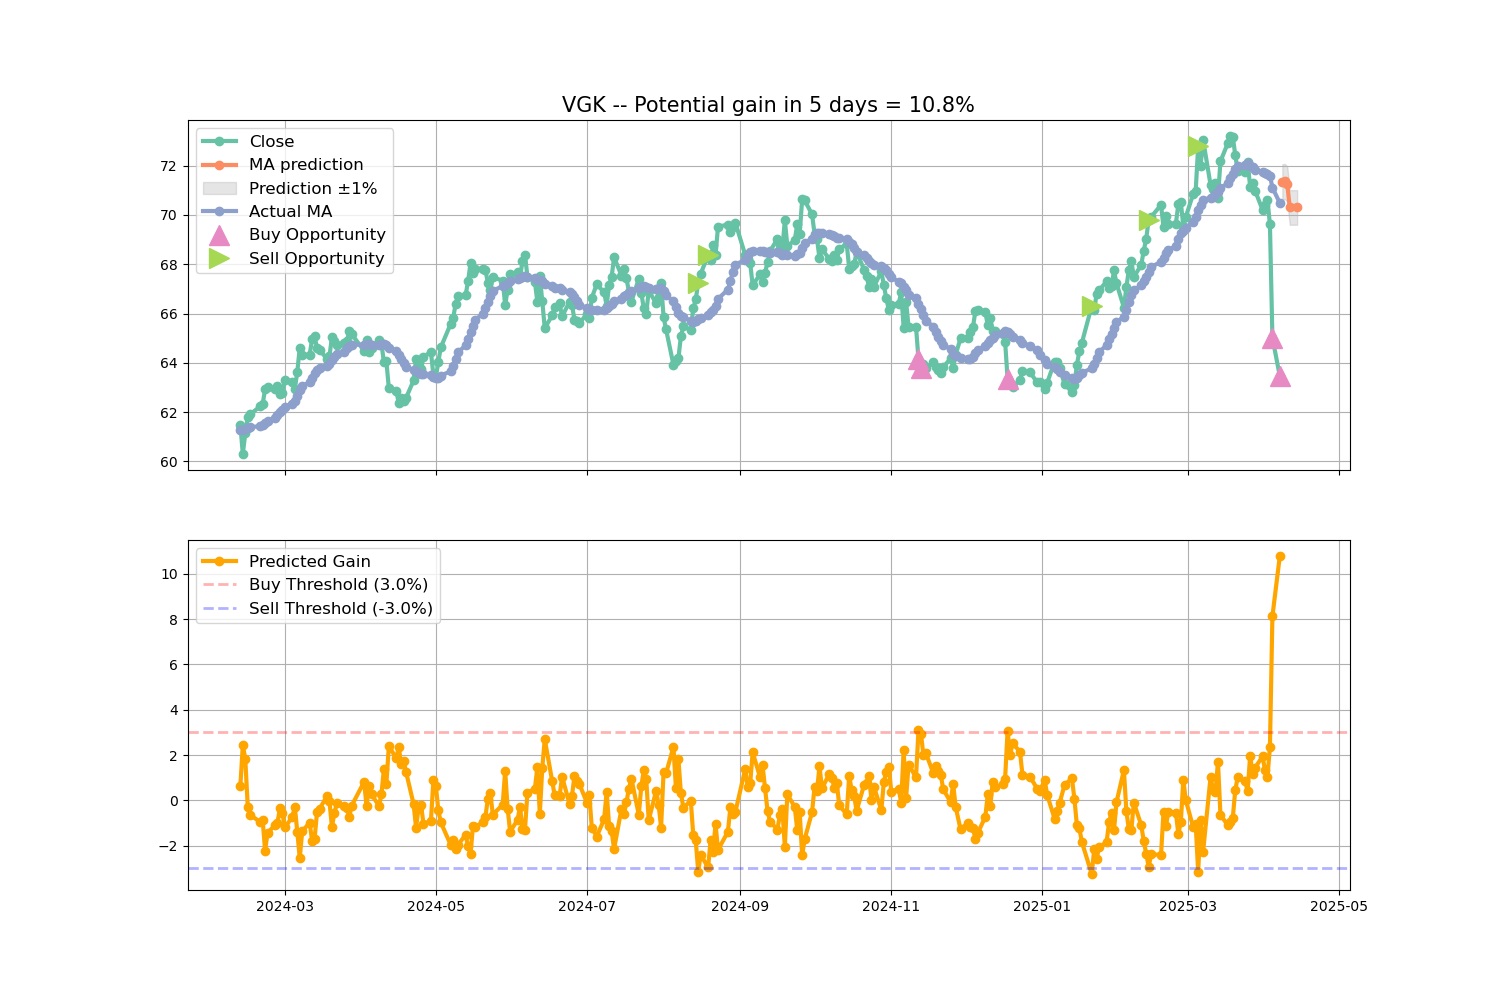 VGK -- Potential gain in 5 days = 10.8%
Close
MA prediction
Prediction ±1%
Actual MA
Buy Opportunity
Sell Opportunity
72
70
68
66
64
62
60
Predicted Gain
Buy Threshold (3.0%)
Sell Threshold (-3.0%)
10
8
6
4
2
0
−2
2024-03 2024-05 2024-07 2024-09 2024-11 2025-01 2025-03 2025-05